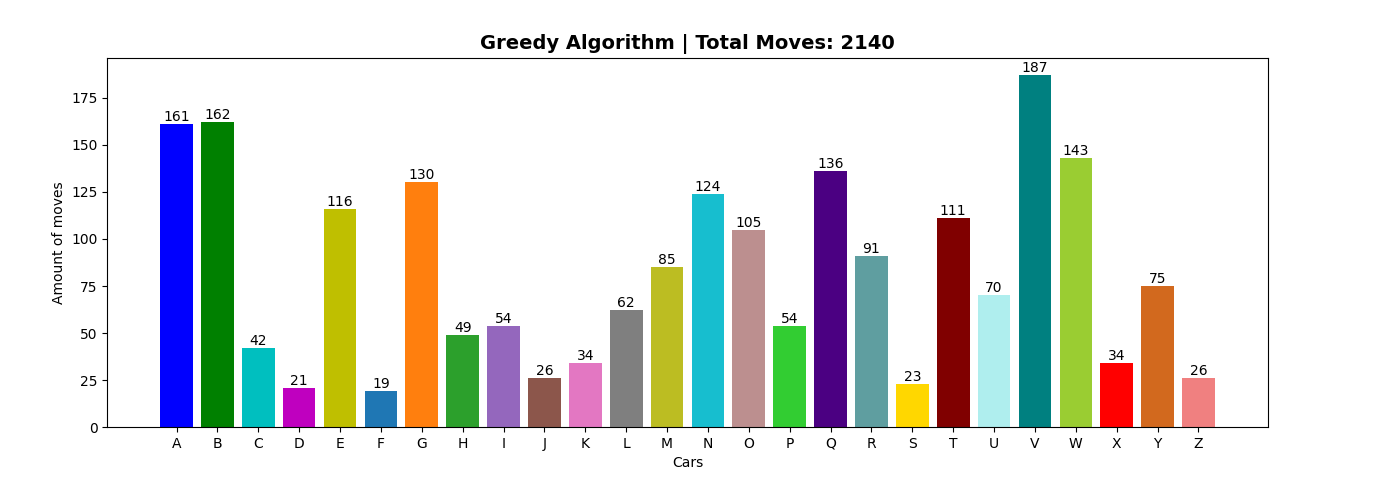 Greedy Algorithm | Total Moves: 2140
Amount of moves
175
150
125
100
75
50
25
0
161 162 42 21 116 19 130 49 54 26 34 62 85 124 105 54 136 91 23 111 70 187 143 34 75 26
A B C D E F G H I J K L M N O P Q R S T U V W X Y Z
Cars